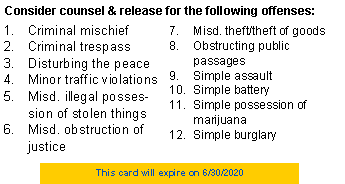 Consider counsel & release for the following offenses:
1. Criminal mischief
2. Criminal trespass
3. Disturbing the peace
4. Minor traffic violations
5. Misd. illegal posses-
sion of stolen things
6. Misd. obstruction of
justice
7. Misd. theft/theft of goods
8. Obstructing public
passages
9. Simple assault
10. Simple battery
11. Simple possession of
marijuana
12. Simple burglary
This card will expire on 6/30/2020